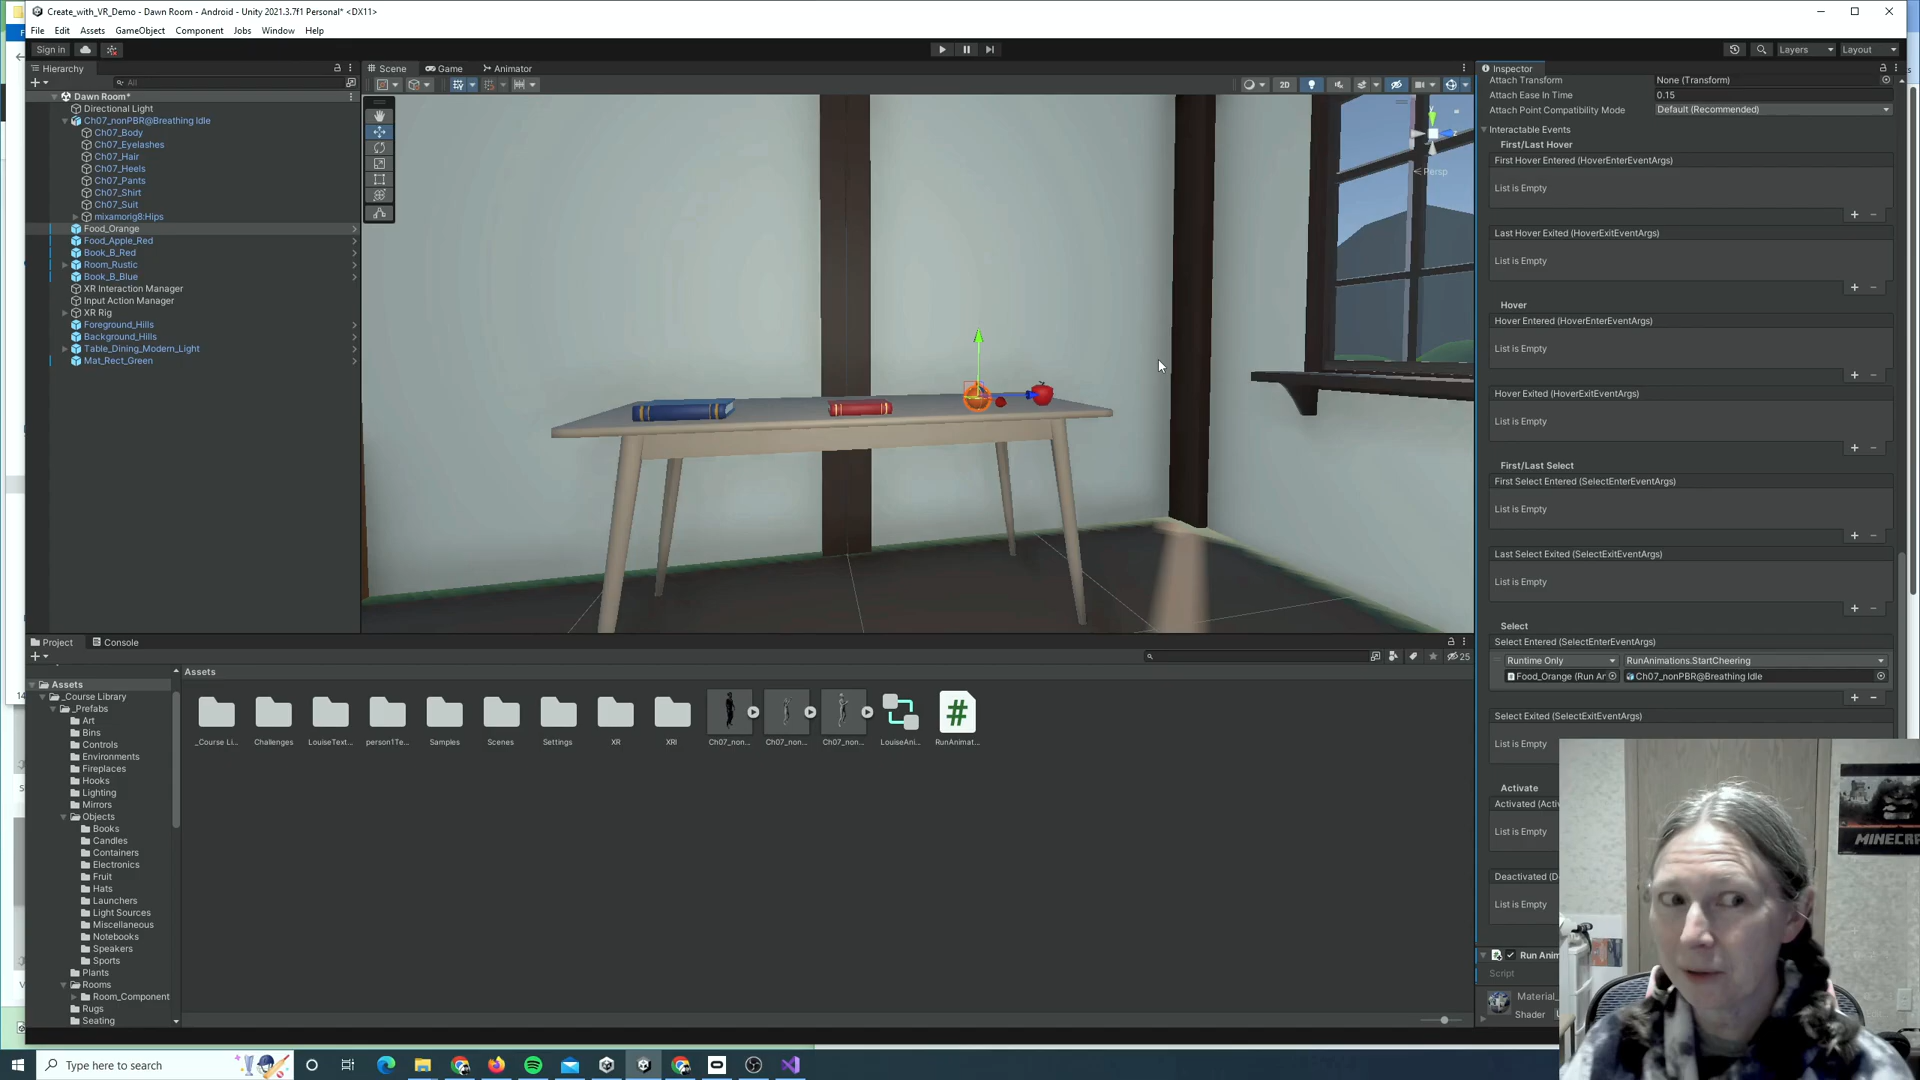 Create_with_VR_Demo - Dawn Room - Android - Unity 2021.3.7f1 Personal* <DX11>
File Edit Assets GameObject Component Jobs Window Help
Sign in
Layers
Layout
Hierarchy
All
Dawn Room*
Directional Light
Ch07_nonPBR@Breathing Idle
Ch07_Body
Ch07_Eyelashes
Ch07_Hair
Ch07_Heels
Ch07_Pants
Ch07_Shirt
Ch07_Suit
mixamorig8:Hips
Food_Orange
Food_Apple_Red
Book_B_Red
Room_Rustic
Book_B_Blue
XR Interaction Manager
Input Action Manager
XR Rig
Foreground_Hills
Background_Hills
Table_Dining_Modern_Light
Mat_Rect_Green
Scene
Game
Animator
2D
y
z
Persp
Inspector
Attach Transform
None (Transform)
Attach Ease In Time
0.15
Attach Point Compatibility Mode
Default (Recommended)
Interactable Events
First/Last Hover
First Hover Entered (HoverEnterEventArgs)
List is Empty
Last Hover Exited (HoverExitEventArgs)
List is Empty
Hover
Hover Entered (HoverEnterEventArgs)
List is Empty
Hover Exited (HoverExitEventArgs)
List is Empty
First/Last Select
First Select Entered (SelectEnterEventArgs)
List is Empty
Last Select Exited (SelectExitEventArgs)
List is Empty
Select
Select Entered (SelectEnterEventArgs)
Runtime Only
RunAnimations.StartCheering
Food_Orange (Run Ar
Ch07_nonPBR@Breathing Idle
Select Exited (SelectExitEventArgs)
List is Empty
Activate
Activated (Acti
List is Empty
Deactivated (D
List is Empty
Run Anim
Script
Material_
Shader
Project
Console
25
Assets
_Course Library
_Prefabs
Art
Bins
Controls
Environments
Fireplaces
Hooks
Lighting
Mirrors
Objects
Books
Candles
Containers
Electronics
Fruit
Hats
Launchers
Light Sources
Miscellaneous
Notebooks
Speakers
Sports
Plants
Rooms
Room_Component
Rugs
Seating
Assets
_Course Li...
Challenges
LouiseText...
person1Te...
Samples
Scenes
Settings
XR
XRI
Ch07_non...
Ch07_non...
Ch07_non...
LouiseAni...
#
RunAnimat...
MINECRA
Type here to search